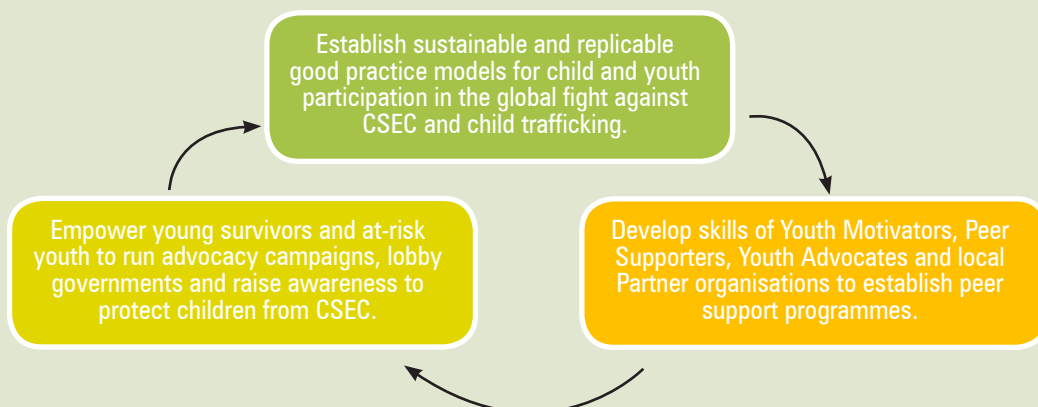 Establish sustainable and replicable
good practice models for child and youth
participation in the global fight against
CSEC and child trafficking.
Empower young survivors and at-risk
youth to run advocacy campaigns, lobby
governments and raise awareness to
protect children from CSEC.
Develop skills of Youth Motivators, Peer
Supporters, Youth Advocates and local
Partner organisations to establish peer
support programmes.